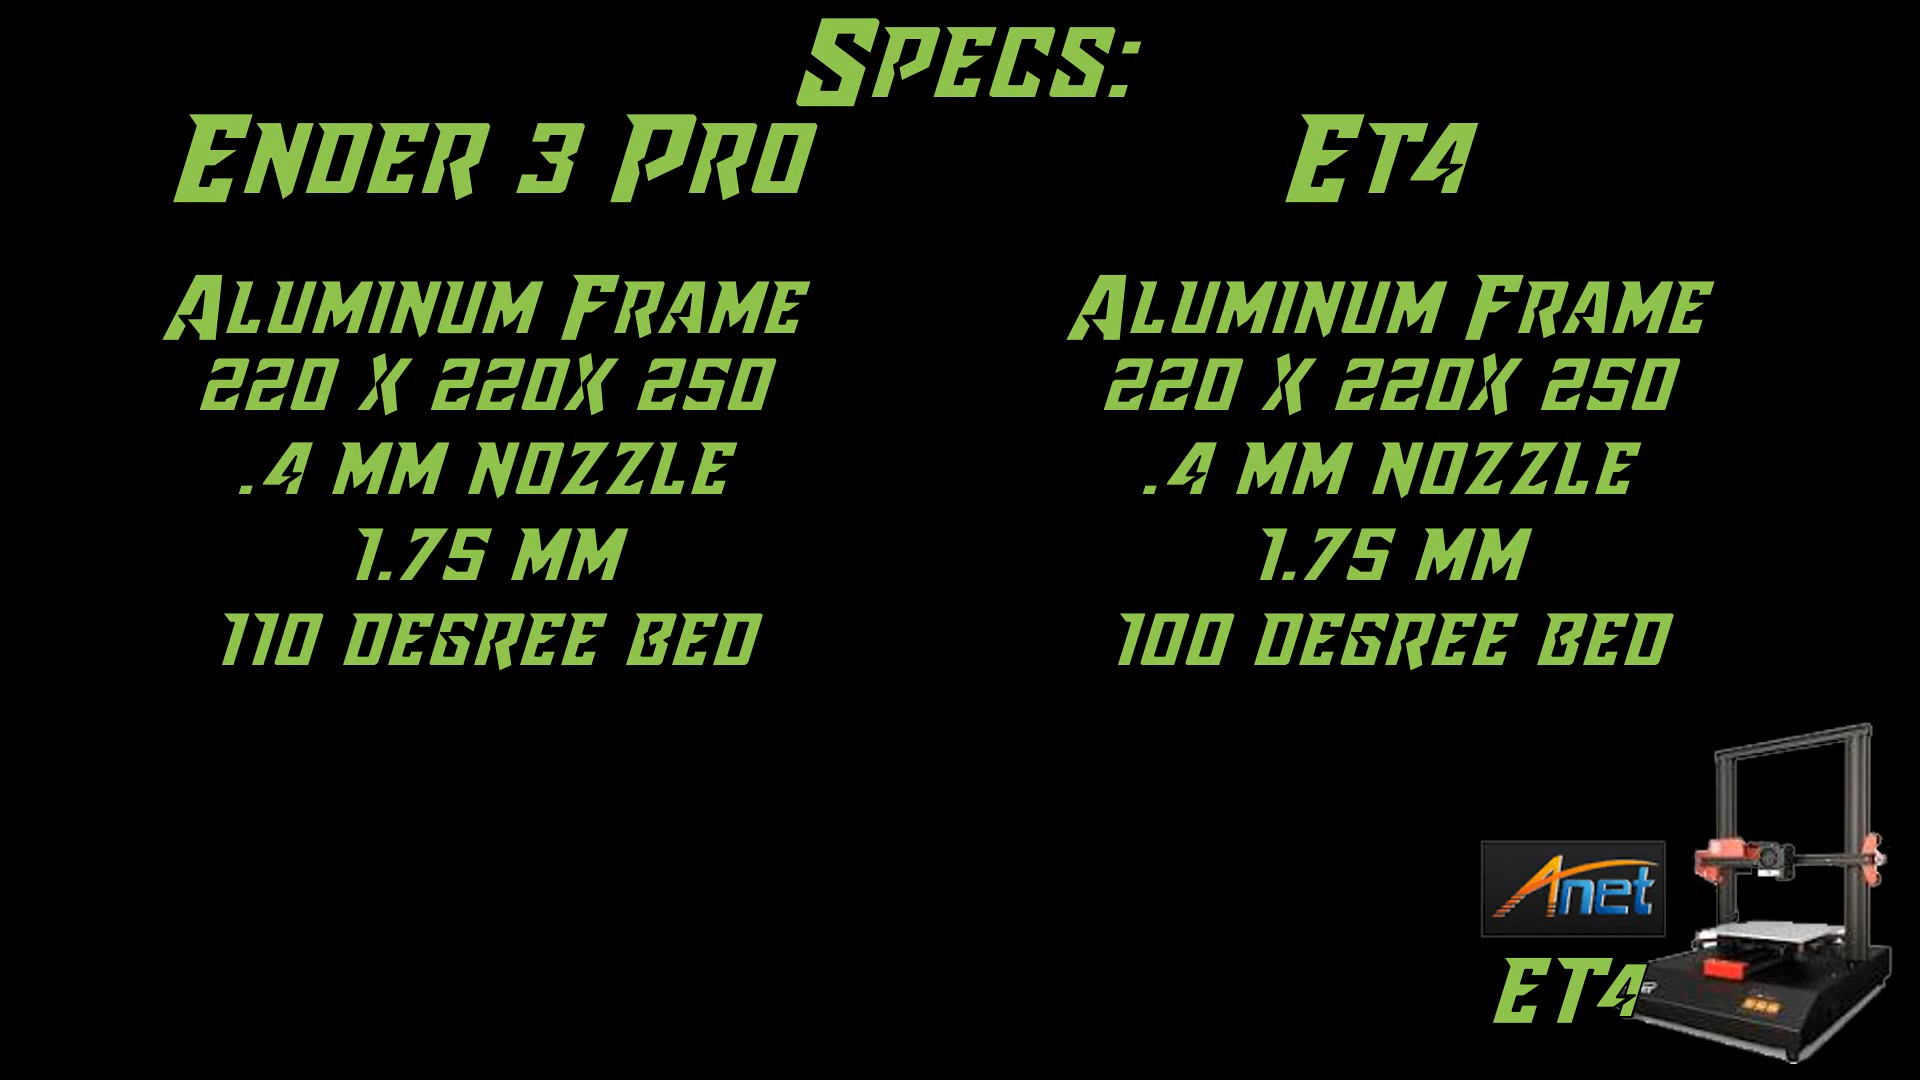 Specs:
Ender 3 Pro
Aluminum Frame
220 x 220x 250
.4 mm nozzle
1.75 mm
110 degree bed
Et4
Aluminum Frame
220 x 220x 250
.4 mm nozzle
1.75 mm
100 degree bed
Anet
ET4